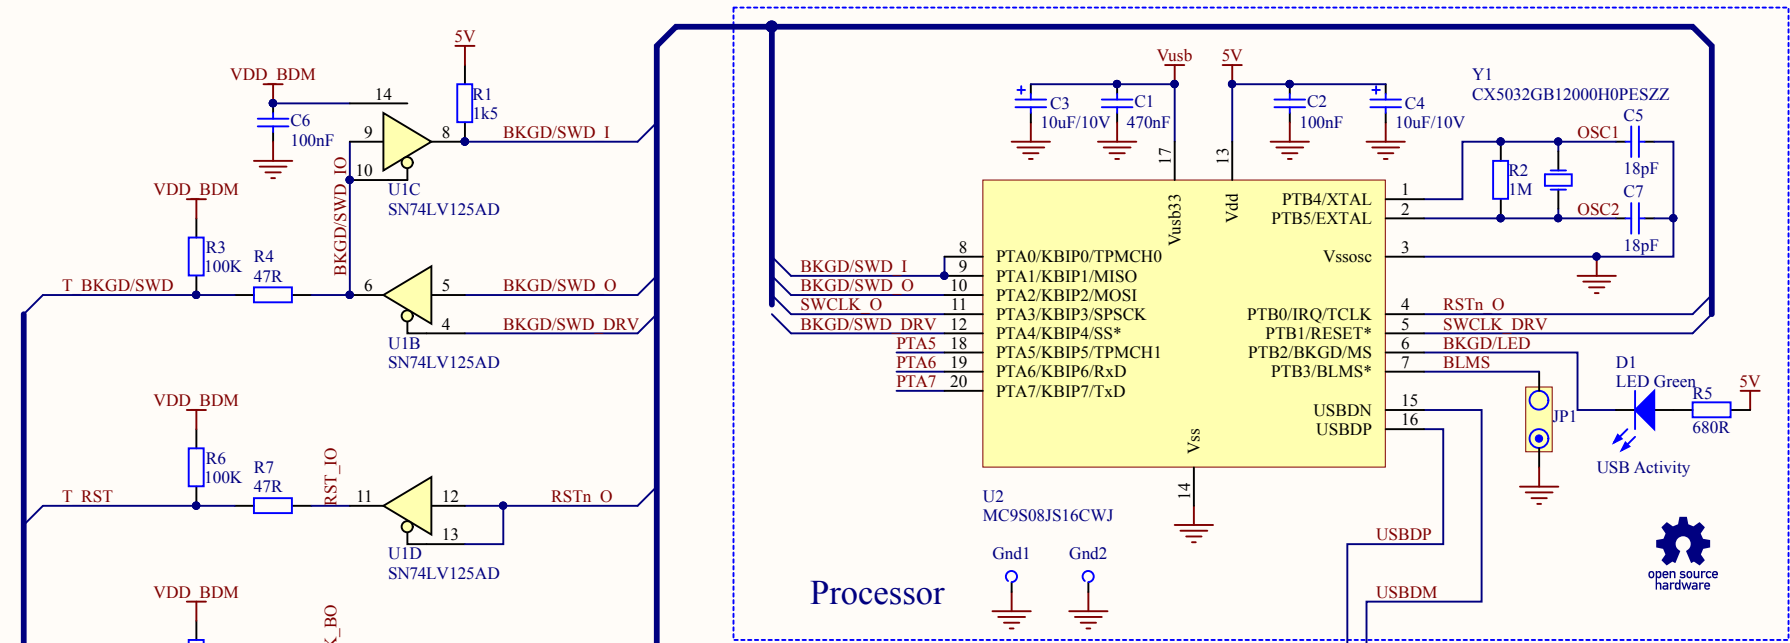 5V
VDD_BDM
14
R1
1k5
C6
100nF
9
8
BKGD/SWD_I
10
U1C
SN74LV125AD
BKGD/SWD_IO
VDD_BDM
R3
100K
R4
47R
T_BKGD/SWD
6
5
BKGD/SWD_O
4
BKGD/SWD_DRV
U1B
SN74LV125AD
VDD_BDM
R6
100K
R7
47R
RST_IO
T_RST
11
12
RSTn_O
13
U1D
SN74LV125AD
VDD_BDM
K_BO
Vusb
5V
C3
10uF/10V
C1
470nF
C2
100nF
C4
10uF/10V
17
13
Vusb33
Vdd
Y1
CX5032GB12000H0PESZZ
C5
OSC1
18pF
R2
1M
C7
OSC2
18pF
1 PTB4/XTAL
2 PTB5/EXTAL
3 Vssosc
BKGD/SWD_I
8 PTA0/KBIP0/TPMCH0
9 PTA1/KBIP1/MISO
BKGD/SWD_O 10 PTA2/KBIP2/MOSI
SWCLK_O 11 PTA3/KBIP3/SPSCK
BKGD/SWD_DRV 12 PTA4/KBIP4/SS*
PTA5 18 PTA5/KBIP5/TPMCH1
PTA6 19 PTA6/KBIP6/RxD
PTA7 20 PTA7/KBIP7/TxD
PTB0/IRQ/TCLK 4 RSTn_O
PTB1/RESET* 5 SWCLK_DRV
PTB2/BKGD/MS 6 BKGD/LED
PTB3/BLMS* 7 BLMS
USBDN 15
USBDP 16
Vss
14
U2
MC9S08JS16CWJ
D1
LED Green
R5
680R
5V
JP1
USB Activity
Gnd1
Gnd2
USBDP
USBDM
Processor
open source
hardware